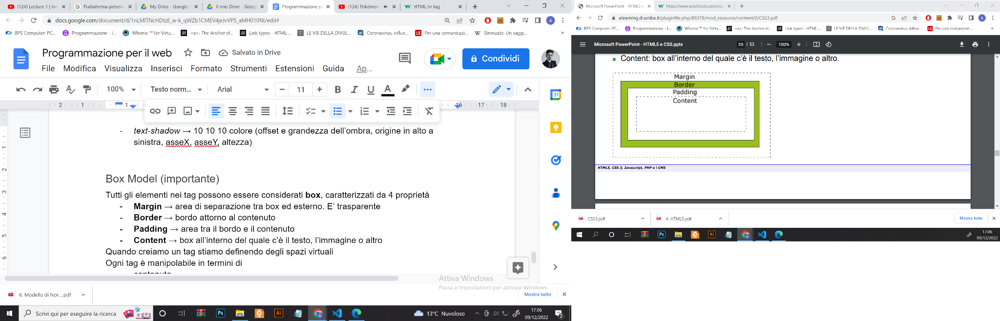 (124) Lecture 1 | Int
Piattaforma persona
My Drive - Google D
Il mio Drive - Googl
Programmazione pe
(124) Pokémon
HTML hr tag
docs.google.com/document/d/1nLMlTNcHDtzE_w-k_qWZb1CMEV4jeJvVPS_aMH010NI/edit#
BPS Computer: PC...
Programmazione - I...
Whonix ™ for Virtu...
<a>: The Anchor el...
Link types - HTML:...
LE VIE DELLA DIVUL...
Coronavirus, influe...
Per una comunicazi...
Stronzate. Un saggi...
»
Programmazione per il web
Salvato in Drive
File Modifica Visualizza Inserisci Formato Strumenti Estensioni Guida Ap...
Condividi
100% Testo norm... Arial 11
2 1 1 16 17 18
- text-shadow → 10 10 10 colore (offset e grandezza dell'ombra, origine in alto a
sinistra, asseX, asseY, altezza)
Box Model (importante)
Tutti gli elementi nei tag possono essere considerati box, caratterizzati da 4 proprietà
- Margin → area di separazione tra box ed esterno. E' trasparente
- Border → bordo attorno al contenuto
- Padding → area tra il bordo e il contenuto
- Content → box all'interno del quale c'è il testo, l'immagine o altro
Quando creiamo un tag stiamo definendo degli spazi virtuali
Ogni tag è manipolabile in termini di
contenuto
1
2
3
4
5
6
31
Attiva Windows
Passa a Impostazioni per attivare Windows.
6. Modello di Nor....pdf
Mostra tutto
Scrivi qui per eseguire la ricerca
13°C Nuvoloso
17:06
09/12/2022
2
Microsoft PowerPoint - HTML5 e
https://www.w3schools.com/css/
elearning.di.uniba.it/pluginfile.php/89378/mod_resource/content/0/CSS3.pdf
BPS Computer: PC...
Programmazione - I...
Whonix ™ for Virtu...
<a>: The Anchor el...
Link types - HTML:...
LE VIE DELLA DIVUL...
Coronavirus, influe...
Per una comunicazi...
»
Microsoft PowerPoint - HTML5 e CSS.pptx
35 / 53
100%
Content: box all'interno del quale c'è il testo, l'immagine o altro.
Margin
Border
Padding
Content
HTML5, CSS 3, Javascript, PHP e i CMS
CSS3.pdf
4. HTML5.pdf
Mostra tutto
17:06
09/12/2022